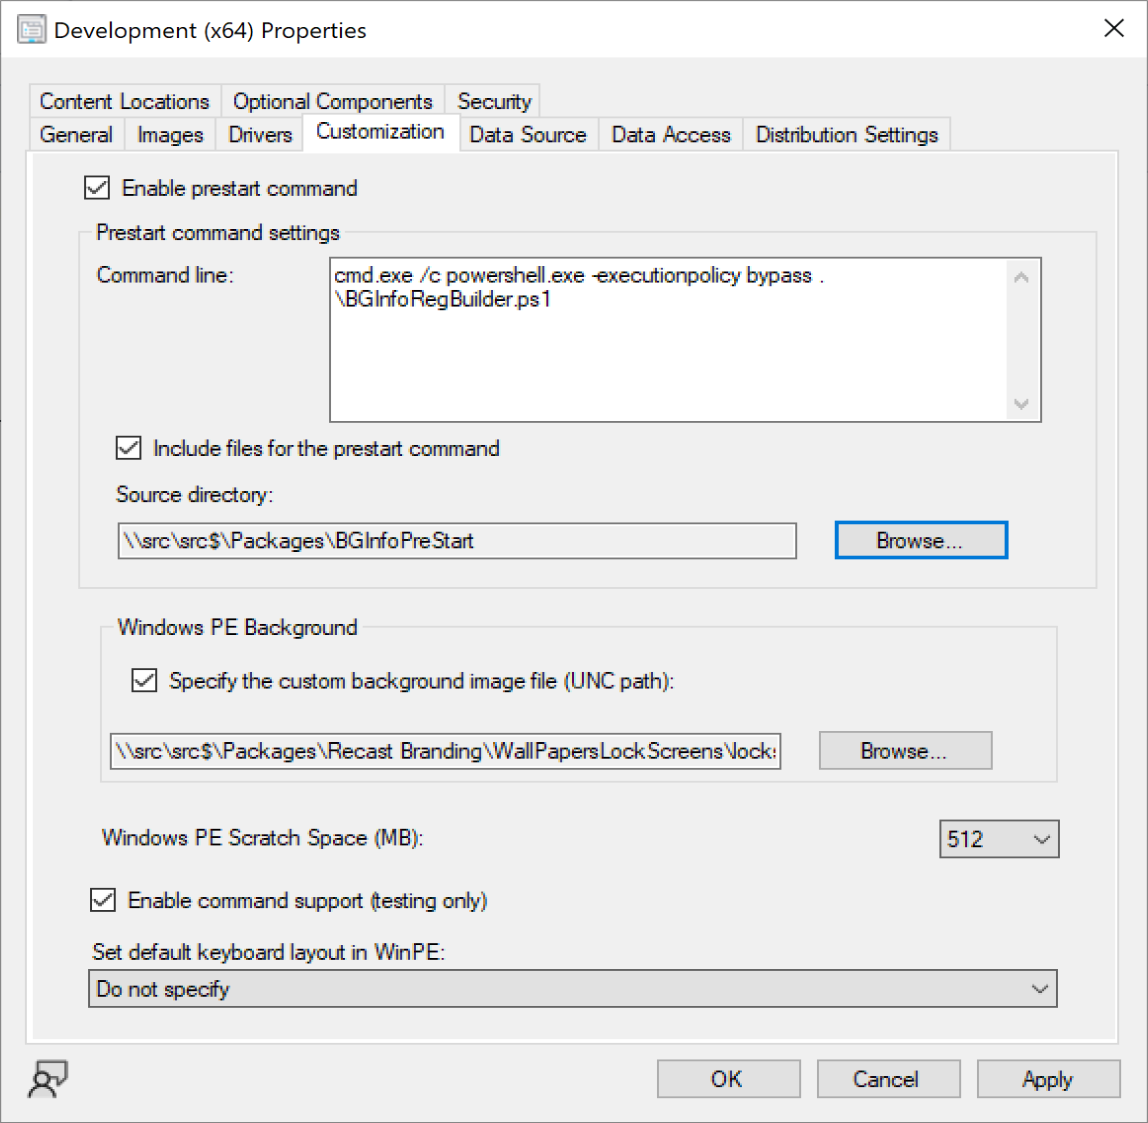 Development (x64) Properties
Content Locations
Optional Components
Security
General
Images
Drivers
Customization
Data Source
Data Access
Distribution Settings
Enable prestart command
Prestart command settings
Command line:
cmd.exe /c powershell.exe -executionpolicy bypass .
\BGInfoRegBuilder.ps1
Include files for the prestart command
Source directory:
\\src\src$\Packages\BGInfoPreStart
Browse...
Windows PE Background
Specify the custom background image file (UNC path):
\\src\src$\Packages\Recast Branding\WallPapersLockScreens\locks
Browse...
Windows PE Scratch Space (MB):
512
Enable command support (testing only)
Set default keyboard layout in WinPE:
Do not specify
OK
Cancel
Apply